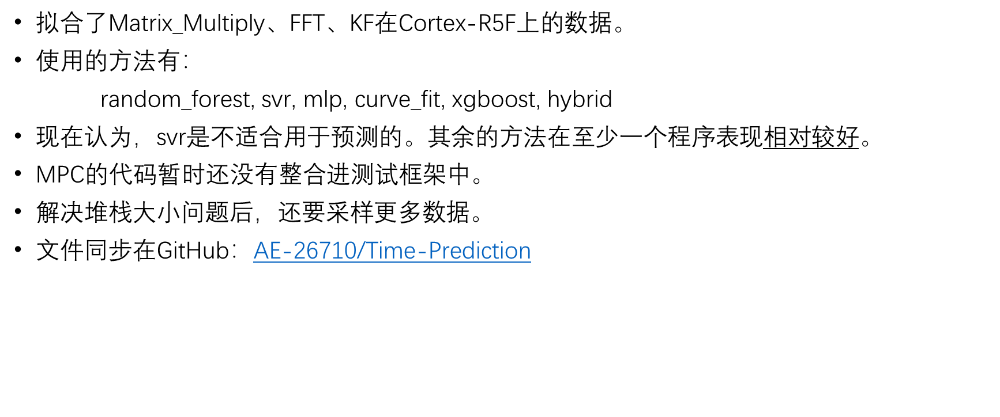 • 拟合了Matrix_Multiply、FFT、KF在Cortex-R5F上的数据。
• 使用的方法有：
random_forest, svr, mlp, curve_fit, xgboost, hybrid
• 现在认为，svr是不适合用于预测的。其余的方法在至少一个程序表现相对较好。
• MPC的代码暂时还没有整合进测试框架中。
• 解决堆栈大小问题后，还要采样更多数据。
• 文件同步在GitHub：AE-26710/Time-Prediction